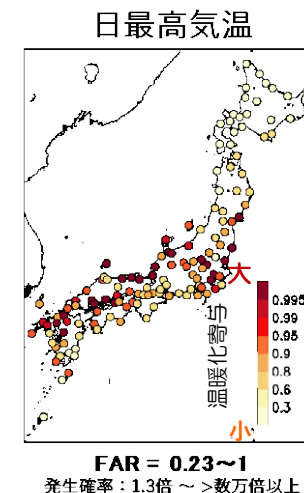 日最高気温
大
0.995
0.99
0.95
0.9
0.8
0.6
0.3
温暖化寄与
小
FAR = 0.23〜1
発生確率：1.3倍 〜 >数万倍以上